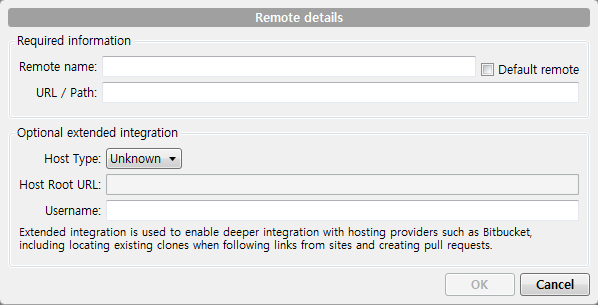 Remote details
Required information
Remote name:
Default remote
URL / Path:
Optional extended integration
Host Type: Unknown
Host Root URL:
Username:
Extended integration is used to enable deeper integration with hosting providers such as Bitbucket,
including locating existing clones when following links from sites and creating pull requests.
OK Cancel